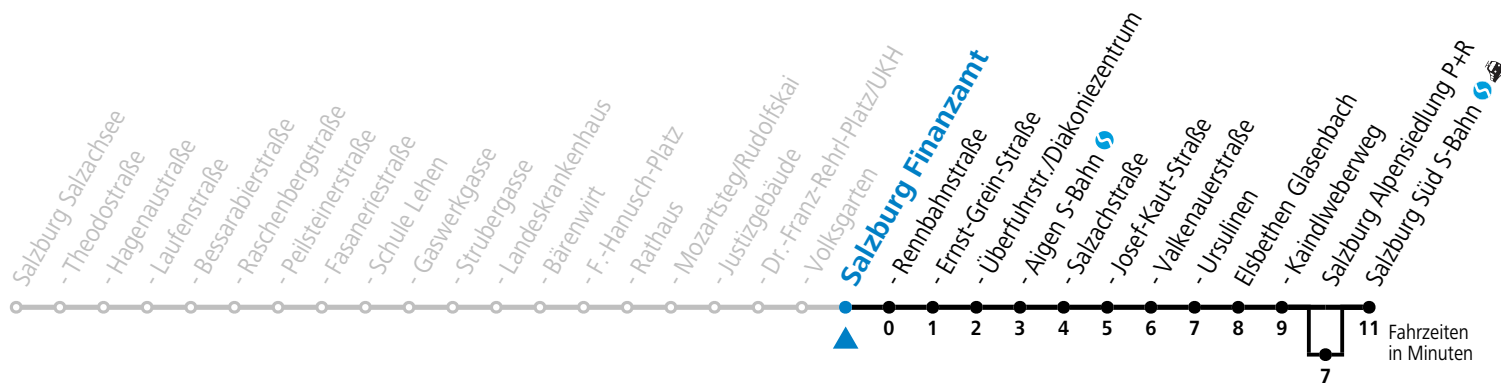 Salzburg Salzachsee
- Theodostraße
- Hagenaustraße
- Laufenstraße
- Bessarabierstraße
- Raschenbergstraße
- Peilsteinerstraße
- Fasaneriestraße
- Schule Lehen
- Gaswerkgasse
- Strubergasse
- Landeskrankenhaus
- Bärenwirt
- F.-Hanusch-Platz
- Rathaus
- Mozartsteg/Rudolfskai
- Justizgebäude
- Dr.-Franz-Rehrl-Platz/UKH
- Volksgarten
Salzburg Finanzamt
- Rennbahnstraße
- Ernst-Grein-Straße
- Überfuhrstr./Diakoniezentrum
- Aigen S-Bahn
- Salzachstraße
- Josef-Kaut-Straße
- Valkenauerstraße
- Ursulinen
Elsbethen Glasenbach
- Kaindlweberweg
Salzburg Alpensiedlung P+R
Salzburg Süd S-Bahn
0 1 2 3 4 5 6 7 8 9 11
Fahrzeiten
in Minuten
7